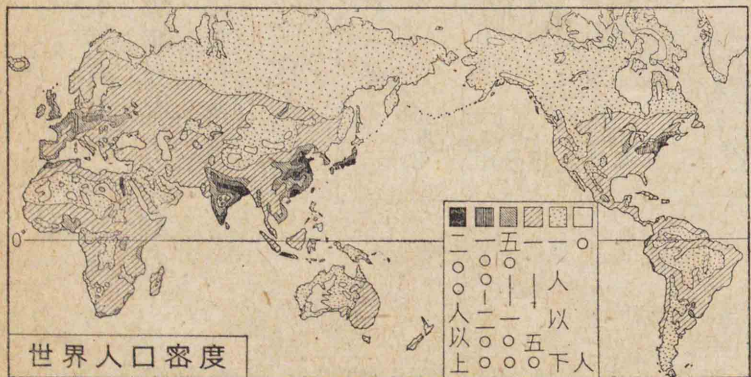 二〇〇人以上
一〇〇—二〇〇
五〇—一〇〇
一——五〇
一人以下
〇人
0°
世界人口密度